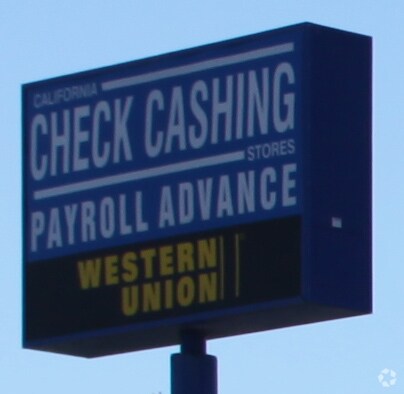 CALIFORNIA
CHECK CASHING
STORES
PAYROLL ADVANCE
WESTERN
UNION